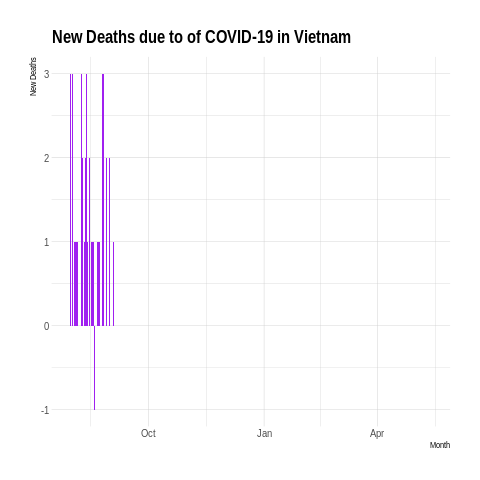 New Deaths due to of COVID-19 in Vietnam
New Deaths
3
2
1
0
-1
Oct
Jan
Apr
Month